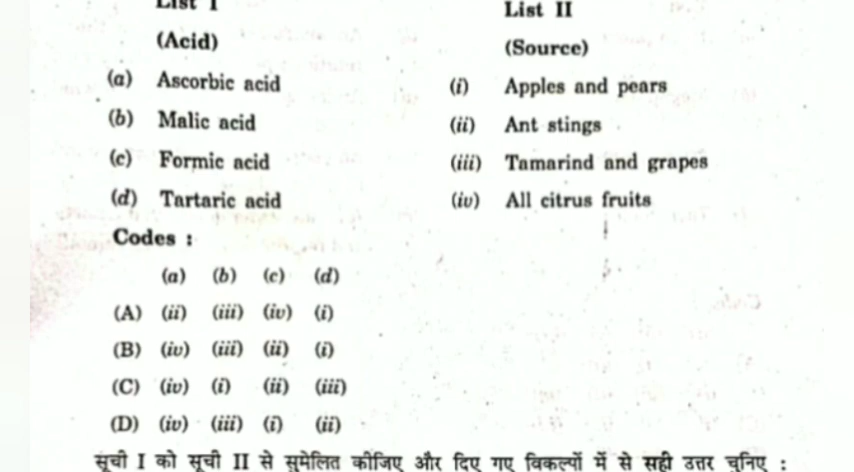 List I List II
(Acid) (Source)
(a) Ascorbic acid (i) Apples and pears
(b) Malic acid (ii) Ant stings
(c) Formic acid (iii) Tamarind and grapes
(d) Tartaric acid (iv) All citrus fruits
Codes :
(a) (b) (c) (d)
(A) (ii) (iii) (iv) (i)
(B) (iv) (iii) (ii) (i)
(C) (iv) (i) (ii) (iii)
(D) (iv) (iii) (i) (ii)
सूची I को सूची II से सुमेलित कीजिए और दिए गए विकल्पों में से सही उत्तर चुनिए :